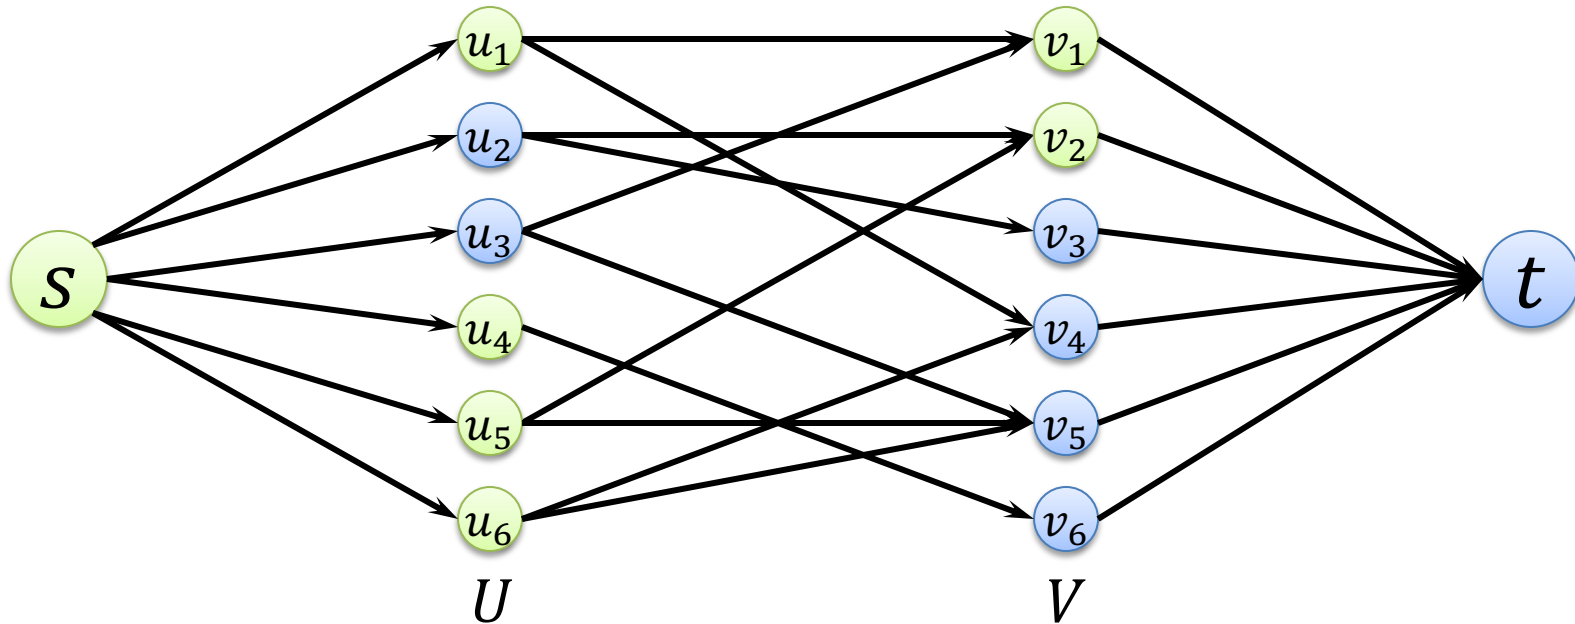 u₁ v₁
u₂ v₂
u₃ v₃
s t
u₄ v₄
u₅ v₅
u₆ v₆
U V